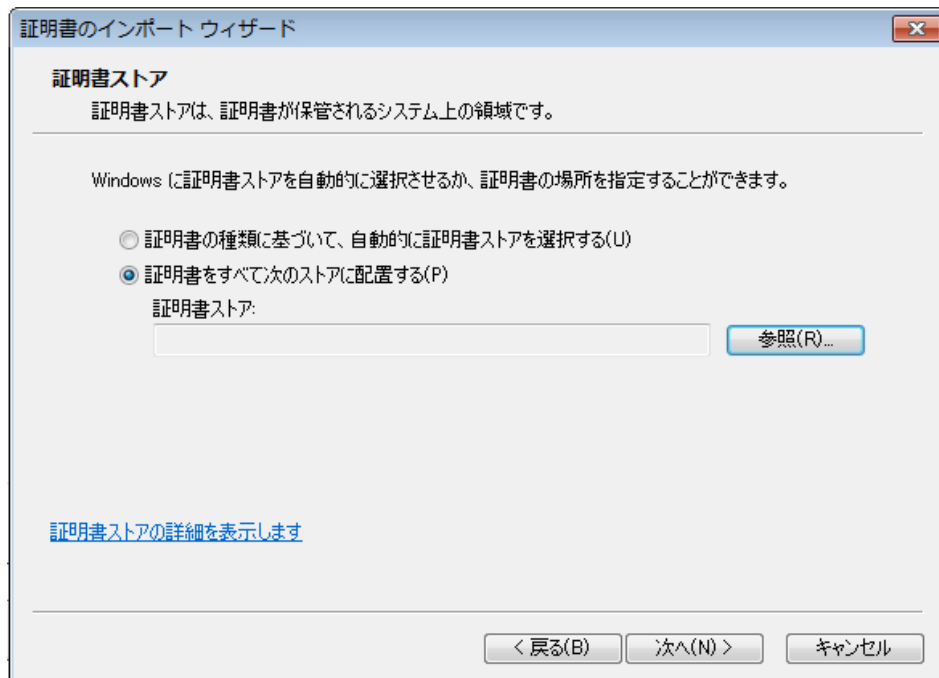 証明書のインポート ウィザード
証明書ストア
証明書ストアは、証明書が保管されるシステム上の領域です。
Windows に証明書ストアを自動的に選択させるか、証明書の場所を指定することができます。
証明書の種類に基づいて、自動的に証明書ストアを選択する(U)
証明書をすべて次のストアに配置する(P)
証明書ストア:
参照(R)...
証明書ストアの詳細を表示します
< 戻る(B)
次へ(N) >
キャンセル